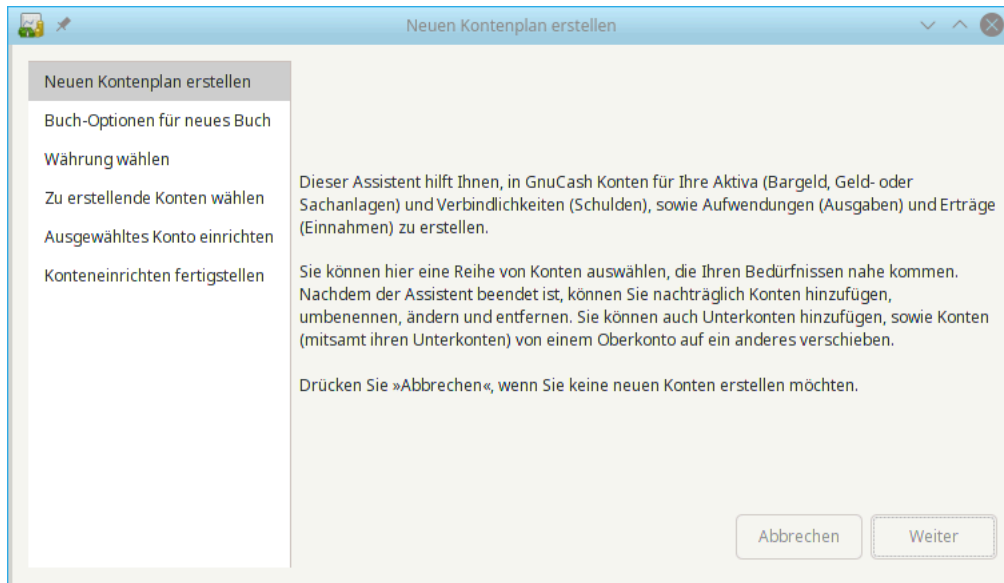 Neuen Kontenplan erstellen
Neuen Kontenplan erstellen
Buch-Optionen für neues Buch
Währung wählen
Zu erstellende Konten wählen
Ausgewähltes Konto einrichten
Konteneinrichten fertigstellen
Dieser Assistent hilft Ihnen, in GnuCash Konten für Ihre Aktiva (Bargeld, Geld- oder
Sachanlagen) und Verbindlichkeiten (Schulden), sowie Aufwendungen (Ausgaben) und Erträge
(Einnahmen) zu erstellen.
Sie können hier eine Reihe von Konten auswählen, die Ihren Bedürfnissen nahe kommen.
Nachdem der Assistent beendet ist, können Sie nachträglich Konten hinzufügen,
umbenennen, ändern und entfernen. Sie können auch Unterkonten hinzufügen, sowie Konten
(mitsamt ihren Unterkonten) von einem Oberkonto auf ein anderes verschieben.
Drücken Sie »Abbrechen«, wenn Sie keine neuen Konten erstellen möchten.
Abbrechen
Weiter